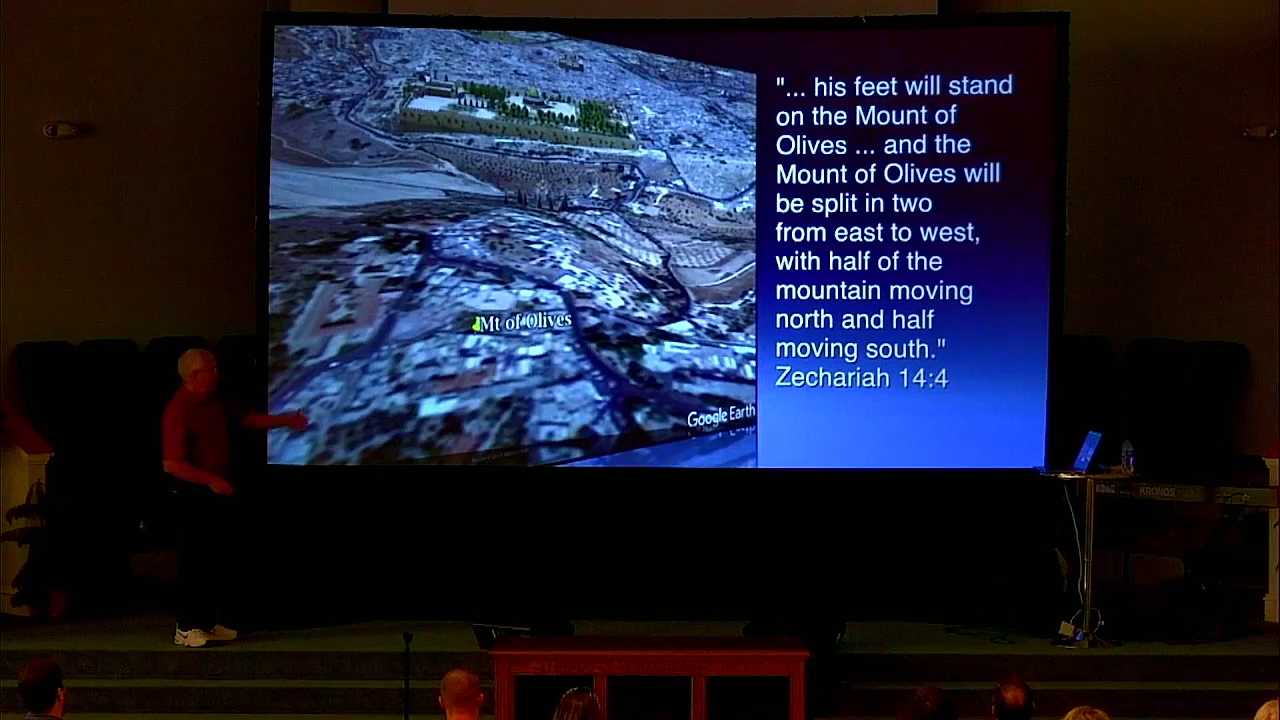 "... his feet will stand
on the Mount of
Olives ... and the
Mount of Olives will
be split in two
from east to west,
with half of the
mountain moving
north and half
moving south."
Zechariah 14:4
Mt of Olives
Google Earth
KORG KRONOS